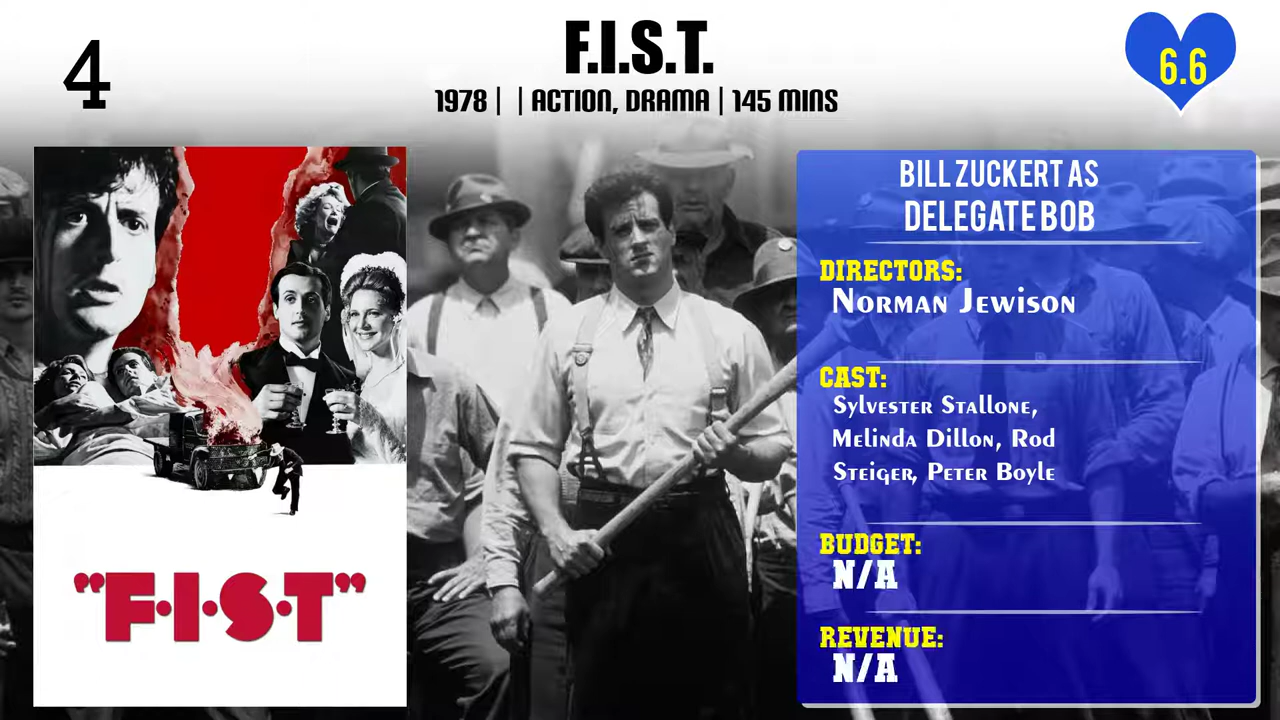 4
F.I.S.T.
1978 | | ACTION, DRAMA | 145 MINS
6.6
BILL ZUCKERT AS
DELEGATE BOB
DIRECTORS:
Norman Jewison
CAST:
Sylvester Stallone,
Melinda Dillon, Rod
Steiger, Peter Boyle
BUDGET:
N/A
REVENUE:
N/A
"F•I•S•T"